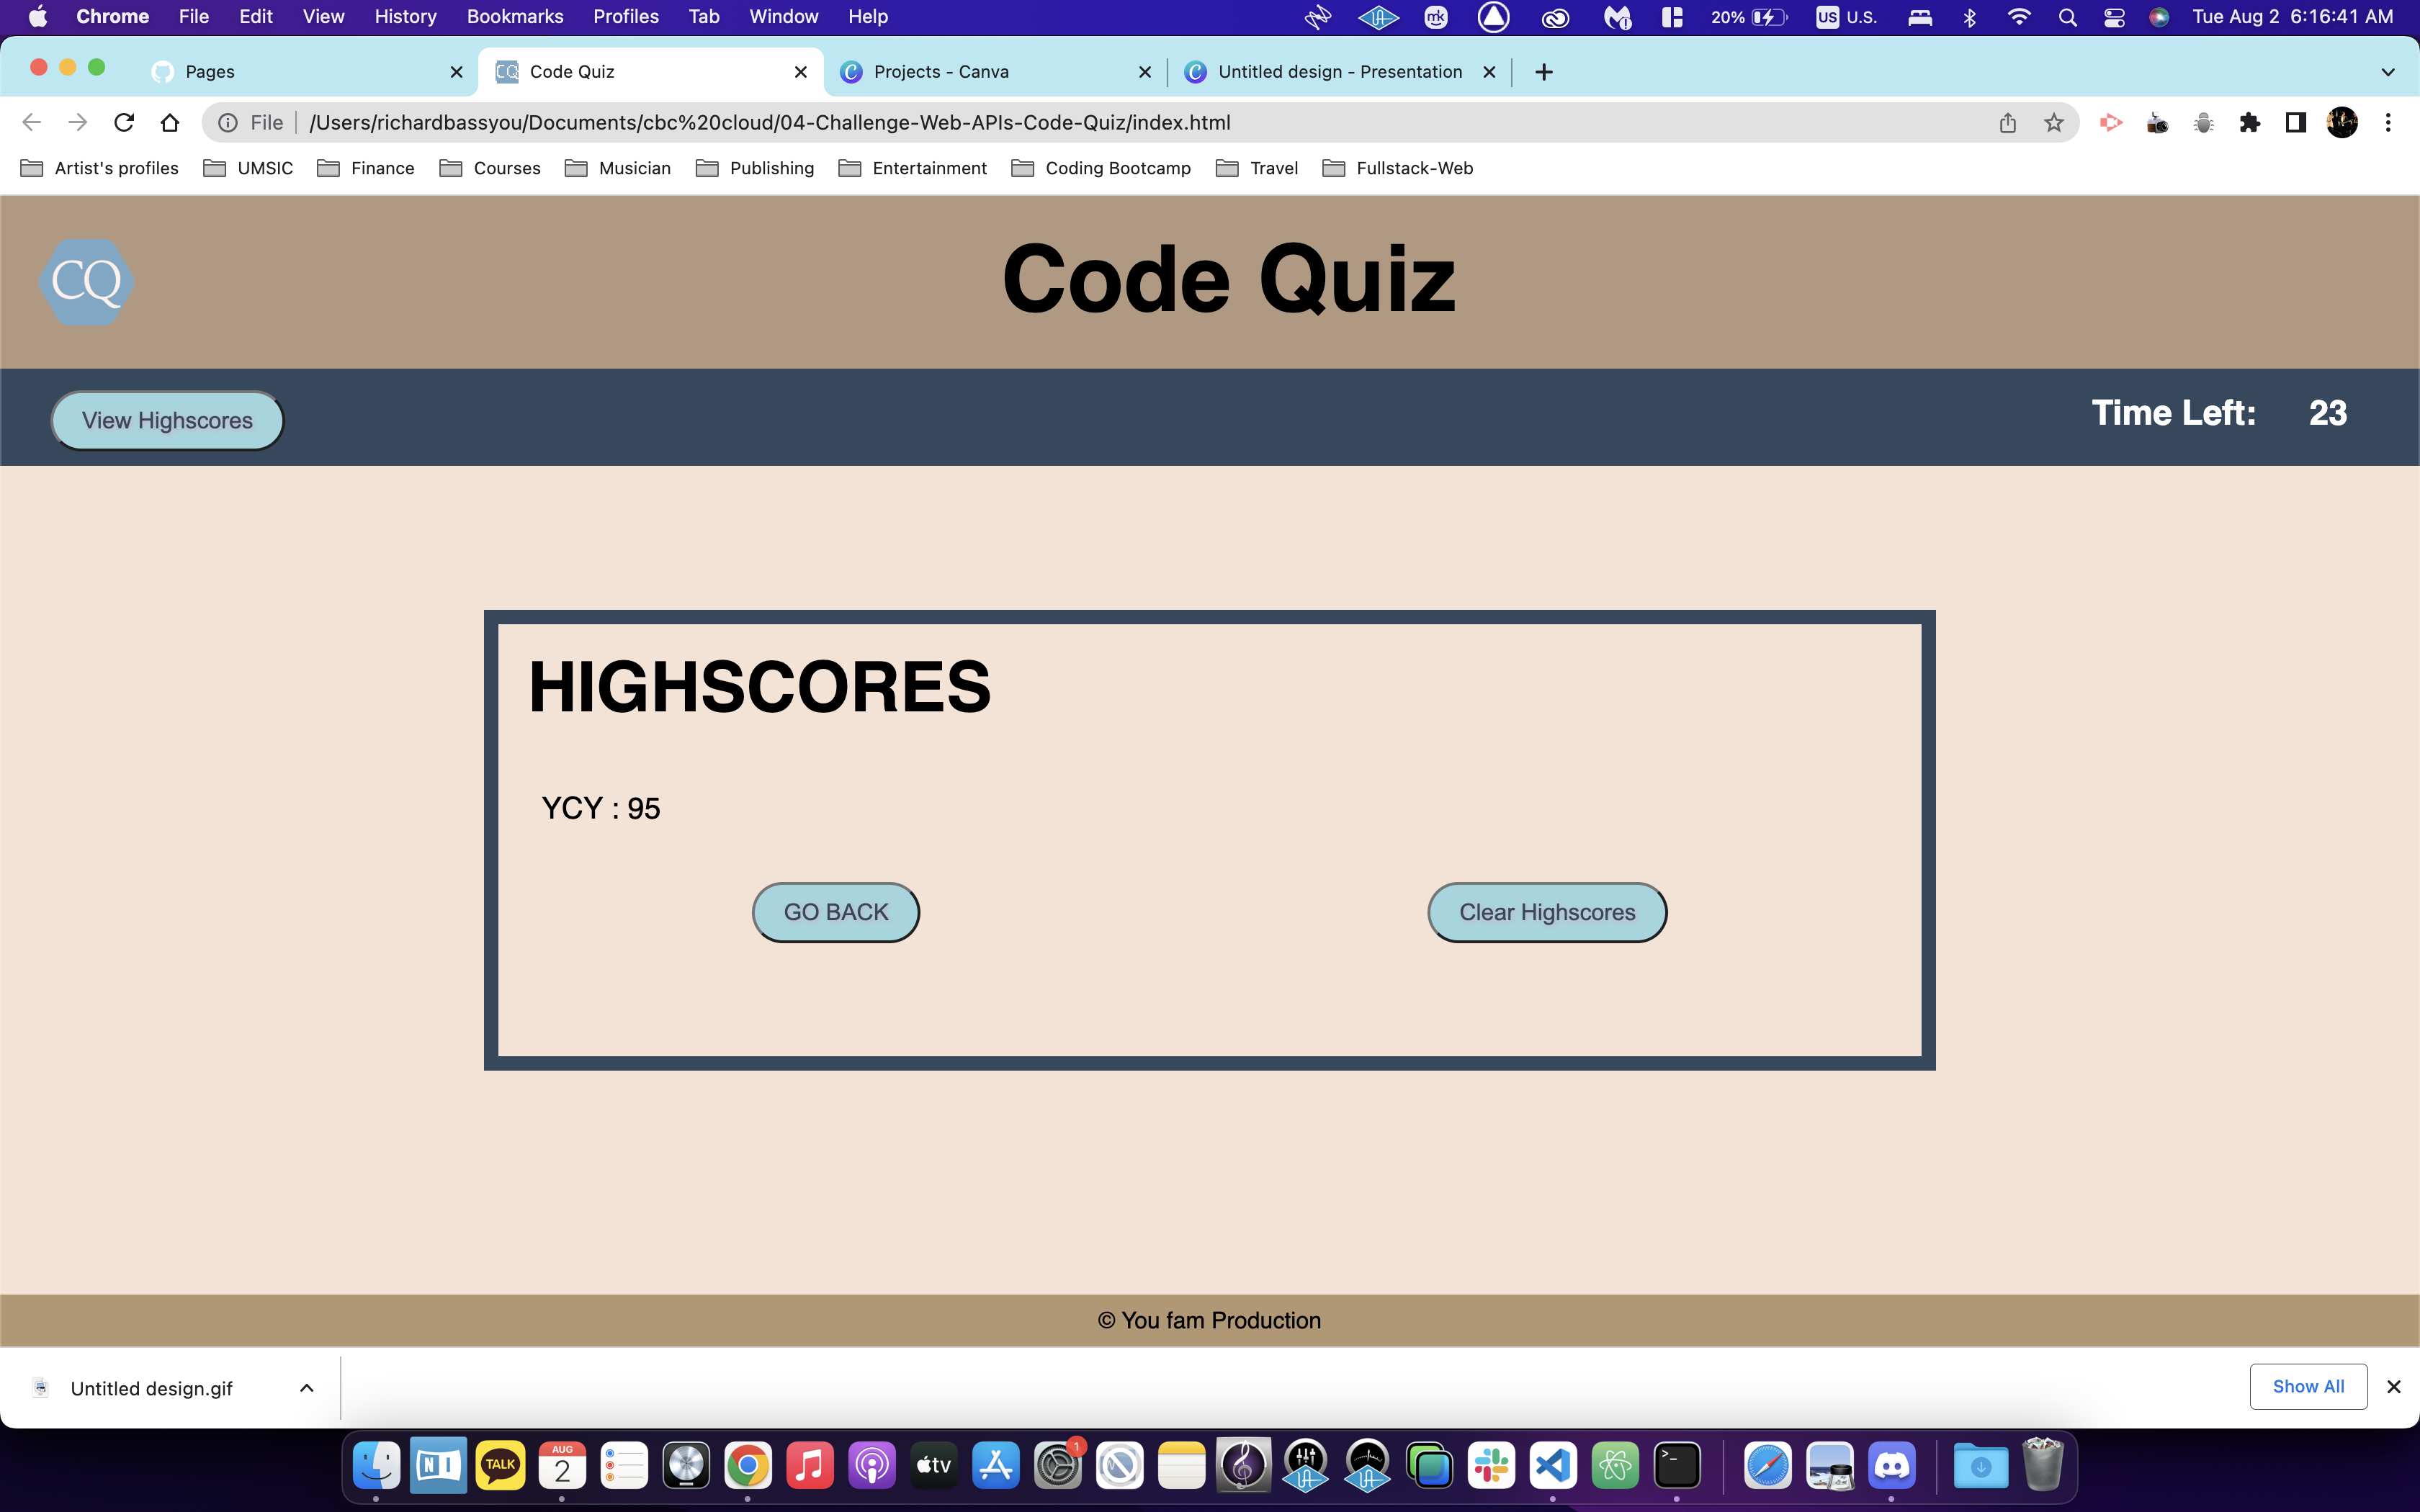 Chrome File Edit View History Bookmarks Profiles Tab Window Help mk 20% US U.S. Tue Aug 2 6:16:41 AM
Pages Code Quiz Projects - Canva Untitled design - Presentation
File /Users/richardbassyou/Documents/cbc%20cloud/04-Challenge-Web-APIs-Code-Quiz/index.html
Artist's profiles UMSIC Finance Courses Musician Publishing Entertainment Coding Bootcamp Travel Fullstack-Web
CQ Code Quiz
View Highscores Time Left: 23
HIGHSCORES
YCY : 95
GO BACK Clear Highscores
© You fam Production
Untitled design.gif Show All
NI TALK AUG 2 tv 1